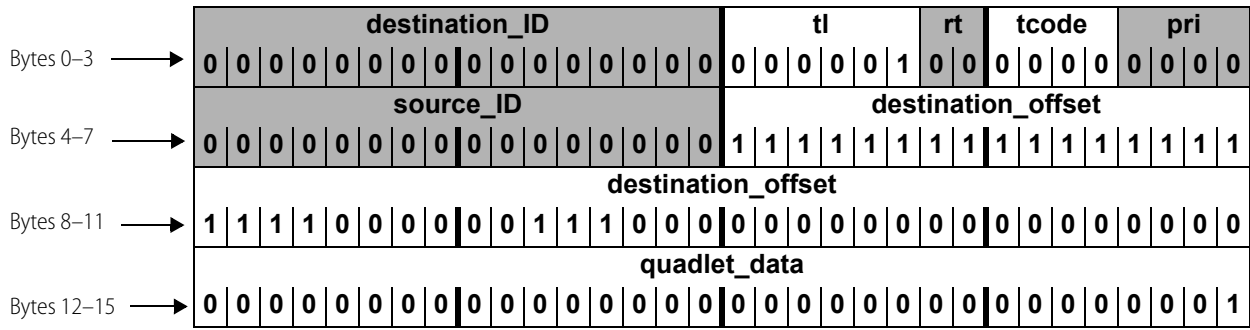 destination_ID tl rt tcode pri
Bytes 0–3 0 0 0 0 0 0 0 0 0 0 0 0 0 0 0 0 0 0 0 0 0 1 0 0 0 0 0 0 0 0 0 0
source_ID destination_offset
Bytes 4–7 0 0 0 0 0 0 0 0 0 0 0 0 0 0 0 0 1 1 1 1 1 1 1 1 1 1 1 1 1 1 1 1
destination_offset
Bytes 8–11 1 1 1 1 0 0 0 0 0 0 1 1 1 0 0 0 0 0 0 0 0 0 0 0 0 0 0 0 0 0 0 0
quadlet_data
Bytes 12–15 0 0 0 0 0 0 0 0 0 0 0 0 0 0 0 0 0 0 0 0 0 0 0 0 0 0 0 0 0 0 0 1